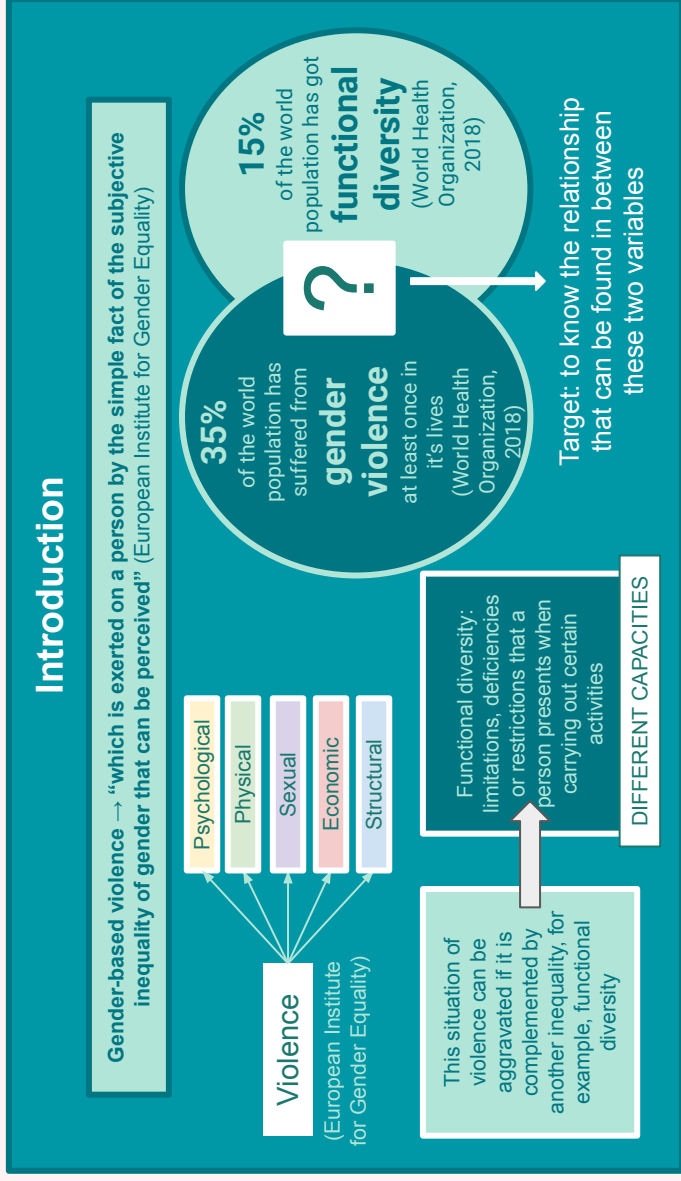 Introduction
Gender-based violence → “which is exerted on a person by the simple fact of the subjective
inequality of gender that can be perceived” (European Institute for Gender Equality)
Violence
(European Institute
for Gender Equality)
Psychological
Physical
Sexual
Economic
Structural
35%
of the world
population has
suffered from
gender
violence
at least once in
it's lives
(World Health
Organization,
2018)
?
15%
of the world
population has got
functional
diversity
(World Health
Organization,
2018)
This situation of
violence can be
aggravated if it is
complemented by
another inequality, for
example, functional
diversity
Functional diversity:
limitations, deficiencies
or restrictions that a
person presents when
carrying out certain
activities
DIFFERENT CAPACITIES
Target: to know the relationship
that can be found in between
these two variables